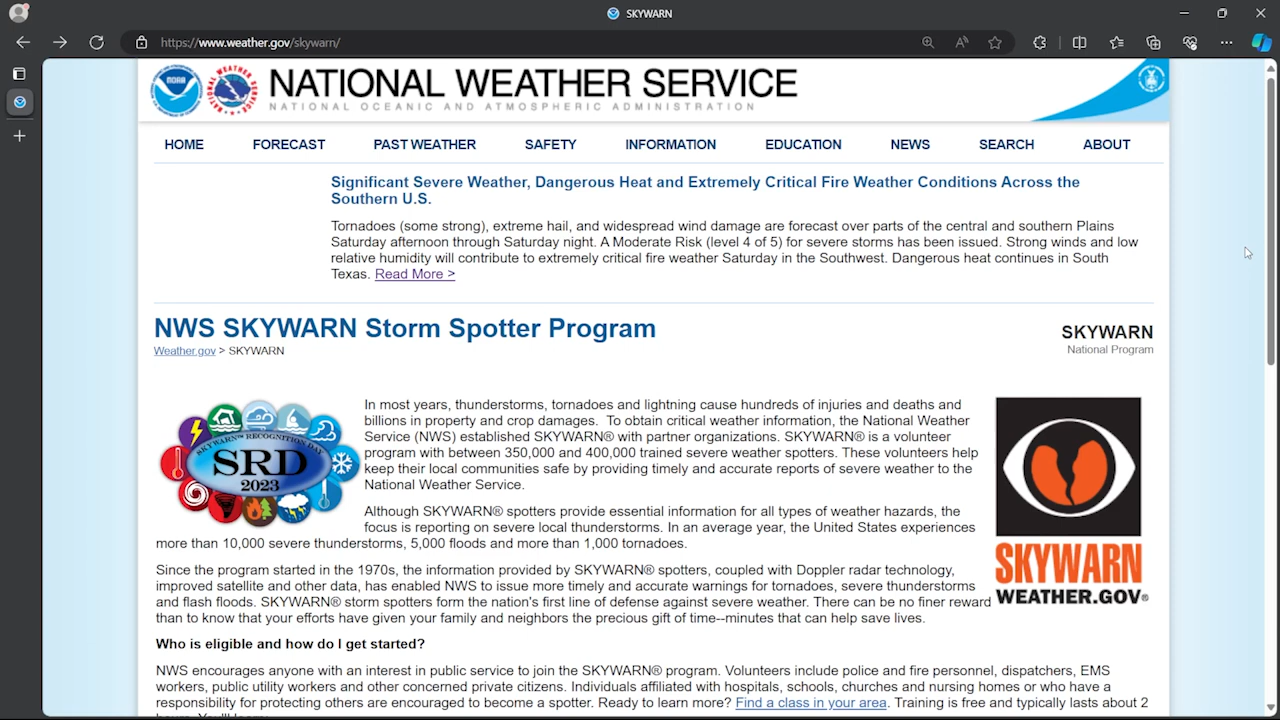 SKYWARN
https://www.weather.gov/skywarn/
NATIONAL WEATHER SERVICE
NATIONAL OCEANIC AND ATMOSPHERIC ADMINISTRATION
HOME FORECAST PAST WEATHER SAFETY INFORMATION EDUCATION NEWS SEARCH ABOUT
Significant Severe Weather, Dangerous Heat and Extremely Critical Fire Weather Conditions Across the
Southern U.S.
Tornadoes (some strong), extreme hail, and widespread wind damage are forecast over parts of the central and southern Plains
Saturday afternoon through Saturday night. A Moderate Risk (level 4 of 5) for severe storms has been issued. Strong winds and low
relative humidity will contribute to extremely critical fire weather Saturday in the Southwest. Dangerous heat continues in South
Texas. Read More >
NWS SKYWARN Storm Spotter Program
SKYWARN
National Program
Weather.gov > SKYWARN
SKYWARN™ RECOGNITION DAY
SRD
2023
In most years, thunderstorms, tornadoes and lightning cause hundreds of injuries and deaths and
billions in property and crop damages.  To obtain critical weather information, the National Weather
Service (NWS) established SKYWARN® with partner organizations. SKYWARN® is a volunteer
program with between 350,000 and 400,000 trained severe weather spotters. These volunteers help
keep their local communities safe by providing timely and accurate reports of severe weather to the
National Weather Service.
Although SKYWARN® spotters provide essential information for all types of weather hazards, the
focus is reporting on severe local thunderstorms. In an average year, the United States experiences
more than 10,000 severe thunderstorms, 5,000 floods and more than 1,000 tornadoes.
SKYWARN
WEATHER.GOV®
Since the program started in the 1970s, the information provided by SKYWARN® spotters, coupled with Doppler radar technology,
improved satellite and other data, has enabled NWS to issue more timely and accurate warnings for tornadoes, severe thunderstorms
and flash floods. SKYWARN® storm spotters form the nation's first line of defense against severe weather. There can be no finer reward
than to know that your efforts have given your family and neighbors the precious gift of time--minutes that can help save lives.
Who is eligible and how do I get started?
NWS encourages anyone with an interest in public service to join the SKYWARN® program. Volunteers include police and fire personnel, dispatchers, EMS
workers, public utility workers and other concerned private citizens. Individuals affiliated with hospitals, schools, churches and nursing homes or who have a
responsibility for protecting others are encouraged to become a spotter. Ready to learn more? Find a class in your area. Training is free and typically lasts about 2